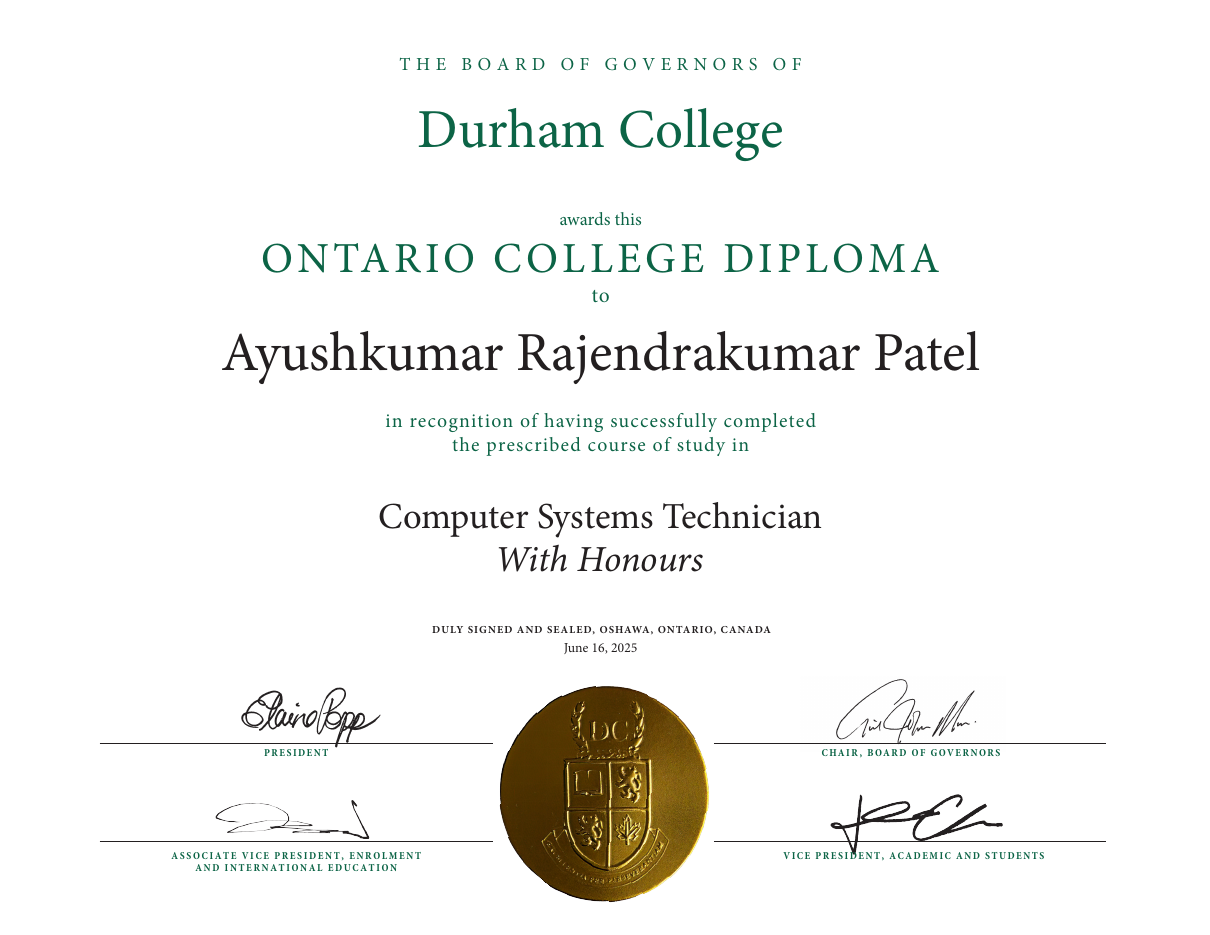 THE BOARD OF GOVERNORS OF
Durham College
awards this
ONTARIO COLLEGE DIPLOMA
to
Ayushkumar Rajendrakumar Patel
in recognition of having successfully completed
the prescribed course of study in
Computer Systems Technician
With Honours
DULY SIGNED AND SEALED, OSHAWA, ONTARIO, CANADA
June 16, 2025
DC
PRESIDENT
CHAIR, BOARD OF GOVERNORS
ASSOCIATE VICE PRESIDENT, ENROLMENT
AND INTERNATIONAL EDUCATION
VICE PRESIDENT, ACADEMIC AND STUDENTS